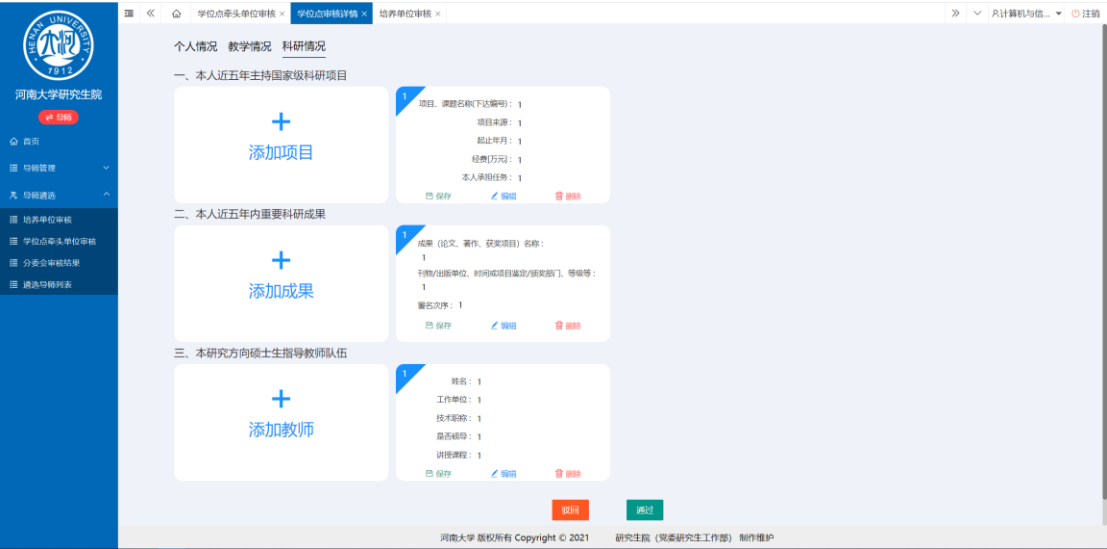 学位点牵头单位审核 × 学位点审核详情 × 培养单位审核 × 计算机与信... 注销
HENAN UNIVERSITY
1912
河南大学研究生院
导师
首页
导师管理
导师遴选
培养单位审核
学位点牵头单位审核
分委会审核结果
遴选导师列表
个人情况 教学情况 科研情况
一、本人近五年主持国家级科研项目
添加项目
1
项目、课题名称(下达编号): 1
项目来源: 1
起止年月: 1
经费[万元]: 1
本人承担任务: 1
保存 编辑 删除
二、本人近五年内重要科研成果
添加成果
1
成果（论文、著作、获奖项目）名称:
1
刊物/出版单位、时间或项目鉴定/颁奖部门、等级等:
1
署名次序: 1
保存 编辑 删除
三、本研究方向硕士生指导教师队伍
添加教师
1
姓名: 1
工作单位: 1
技术职称: 1
是否硕导: 1
讲授课程: 1
保存 编辑 删除
驳回 通过
河南大学 版权所有 Copyright © 2021 研究生院（党委研究生工作部） 制作维护